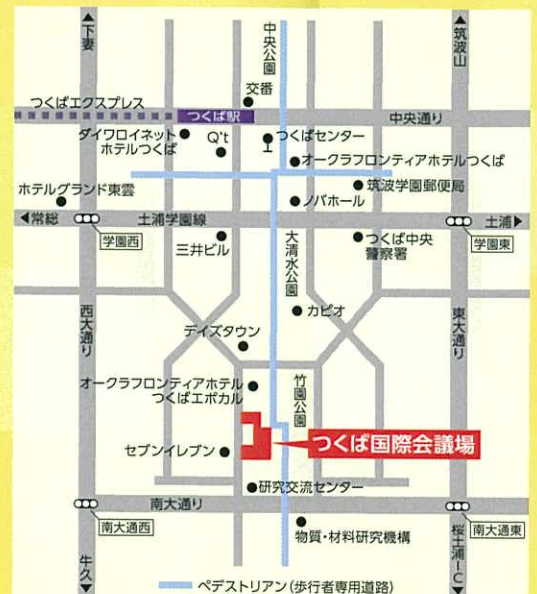 ▲下妻
中央公園
▲筑波山
交番
つくばエクスプレス
つくば駅
中央通り
ダイワロイネット
ホテルつくば
Q't
つくばセンター
オークラフロンティアホテルつくば
筑波学園郵便局
ホテルグランド東雲
ノバホール
◀常総
土浦学園線
土浦▶
学園西
学園東
三井ビル
大清水公園
つくば中央
警察署
西大通り
カピオ
東大通り
デイズタウン
オークラフロンティアホテル
つくばエポカル
竹園公園
つくば国際会議場
セブンイレブン
研究交流センター
南大通り
南大通西
南大通東
物質・材料研究機構
牛久▼
桜土浦IC▼
ペデストリアン(歩行者専用道路)